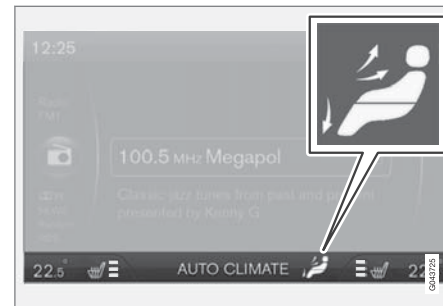 12:25
Radio
FM1
100.5 MHz Megapol
Classic jazz tunes from past and present
presented by Kenny G
22.5° AUTO CLIMATE 22
G043725